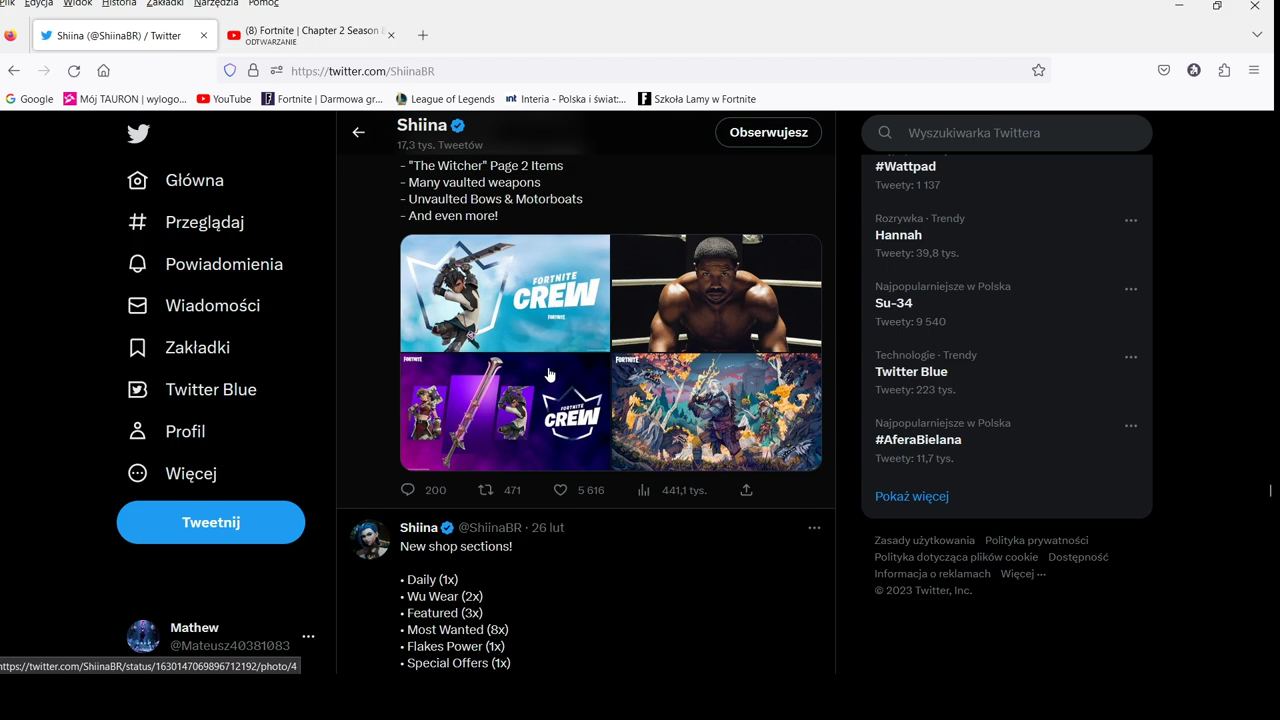 Plik Edycja Widok Historia Zakładki Narzędzia Pomoc
Shiina (@ShiinaBR) / Twitter
(8) Fortnite | Chapter 2 Season
ODTWARZANIE
https://twitter.com/ShiinaBR
Google Mój TAURON (wylogo... YouTube Fortnite | Darmowa gr... League of Legends Interia - Polska i świat:... Szkoła Lamy w Fortnite
Główna
Przeglądaj
Powiadomienia
Wiadomości
Zakładki
Twitter Blue
Profil
Więcej
Tweetnij
Mathew
@Mateusz40381083
https://twitter.com/ShiinaBR/status/1630147069896712192/photo/4
Shiina
17,3 tys. Tweetów
Obserwujesz
- "The Witcher" Page 2 Items
- Many vaulted weapons
- Unvaulted Bows & Motorboats
- And even more!
FORTNITE
CREW
FORTNITE
FORTNITE
FORTNITE
CREW
FORTNITE
200 471 5 616 441,1 tys.
Shiina @ShiinaBR · 26 lut
New shop sections!
• Daily (1x)
• Wu Wear (2x)
• Featured (3x)
• Most Wanted (8x)
• Flakes Power (1x)
• Special Offers (1x)
Wyszukiwarka Twittera
#Wattpad
Tweety: 1 137
Rozrywka · Trendy
Hannah
Tweety: 39,8 tys.
Najpopularniejsze w Polska
Su-34
Tweety: 9 540
Technologie · Trendy
Twitter Blue
Tweety: 223 tys.
Najpopularniejsze w Polska
#AferaBielana
Tweety: 11,7 tys.
Pokaż więcej
Zasady użytkowania Polityka prywatności
Polityka dotycząca plików cookie Dostępność
Informacja o reklamach Więcej ···
© 2023 Twitter, Inc.